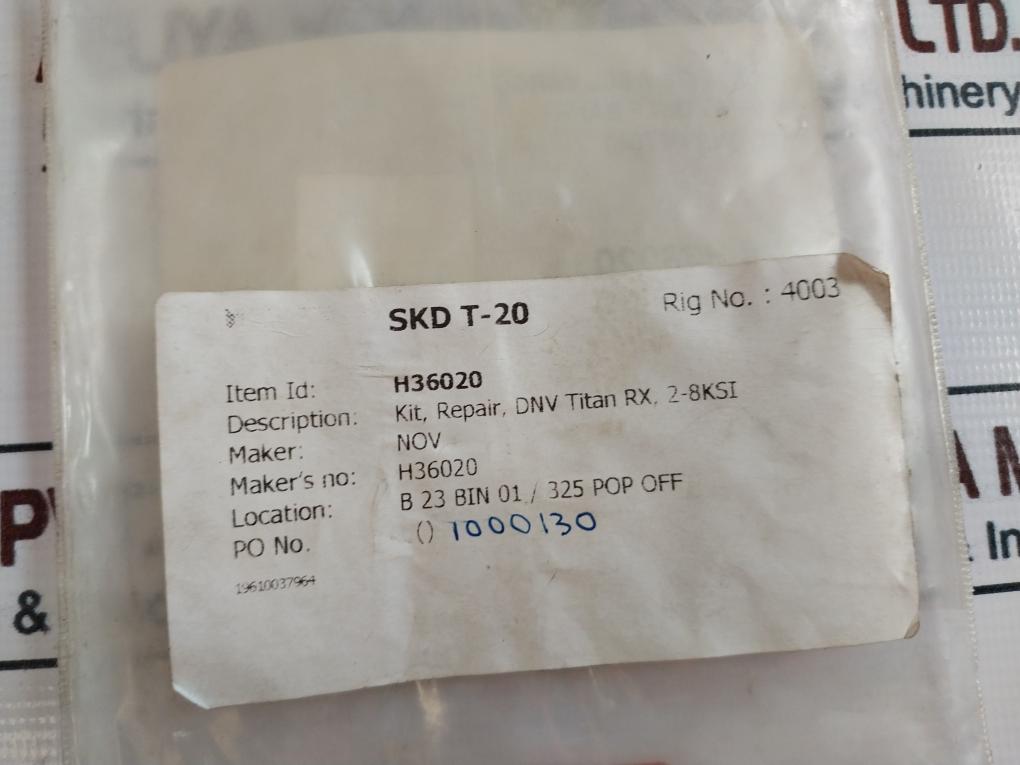 LTD.
hinery
SKD T-20
Rig No. : 4003
Item Id: H36020
Description: Kit, Repair, DNV Titan RX, 2-8KSI
Maker: NOV
Maker's no: H36020
Location: B 23 BIN 01 / 325 POP OFF
PO No. () 1000130
19610037964
A M
& In
P
&